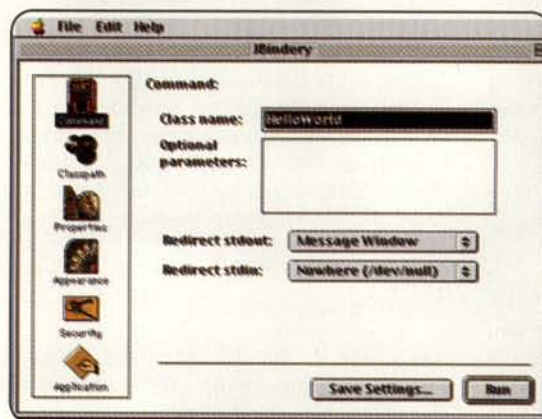 File Edit Help
JBindery
Command
Classpath
Properties
Appearance
Security
Application
Command:
Class name: HelloWorld
Optional parameters:
Redirect stdout: Message Window
Redirect stdin: Nowhere (/dev/null)
Save Settings... Run